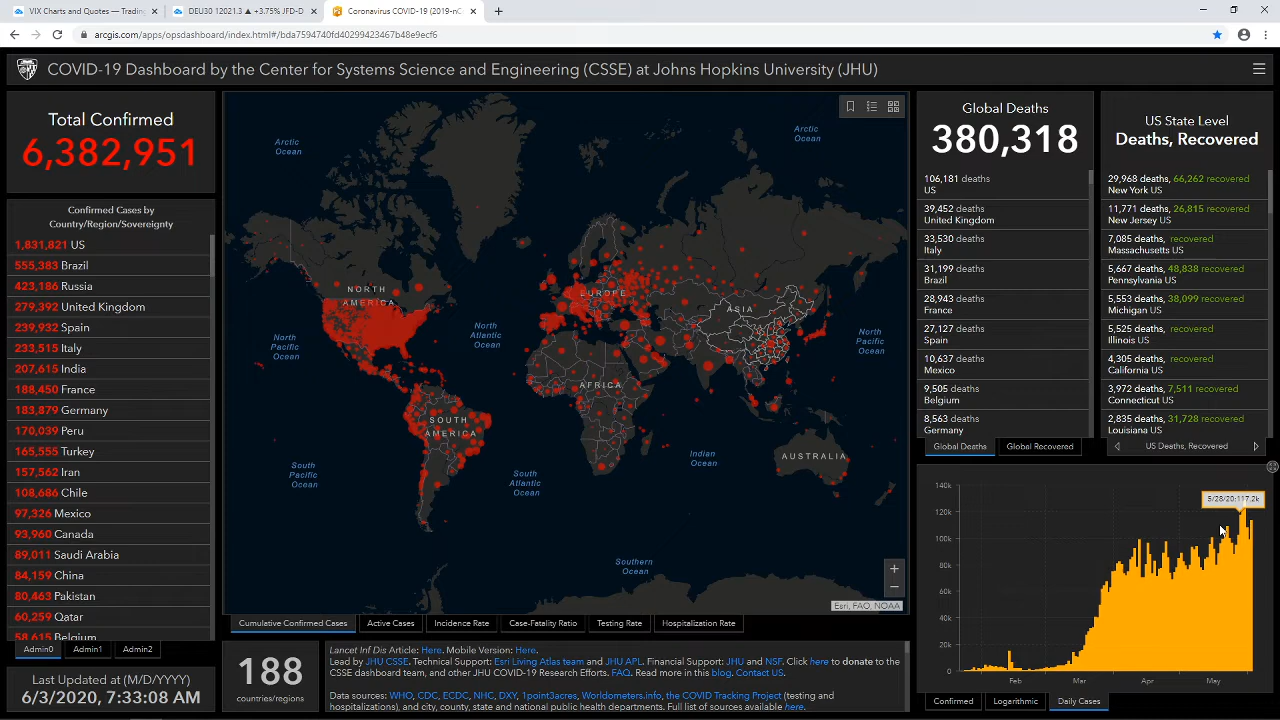 VIX Charts and Quotes — Trading
DEU30 12021.3 ▲ +3.75% JFD-D
Coronavirus COVID-19 (2019-nC
arcgis.com/apps/opsdashboard/index.html#/bda7594740fd40299423467b48e9ecf6
COVID-19 Dashboard by the Center for Systems Science and Engineering (CSSE) at Johns Hopkins University (JHU)
Total Confirmed
6,382,951
Confirmed Cases by
Country/Region/Sovereignty
1,831,821 US
555,383 Brazil
423,186 Russia
279,392 United Kingdom
239,932 Spain
233,515 Italy
207,615 India
188,450 France
183,879 Germany
170,039 Peru
165,555 Turkey
157,562 Iran
108,686 Chile
97,326 Mexico
93,960 Canada
89,011 Saudi Arabia
84,159 China
80,463 Pakistan
60,259 Qatar
58,615 Belgium
Admin0
Admin1
Admin2
Last Updated at (M/D/YYYY)
6/3/2020, 7:33:08 AM
Arctic
Ocean
Arctic
Ocean
NORTH
AMERICA
EUROPE
ASIA
North
Pacific
Ocean
North
Atlantic
Ocean
North
Pacific
Ocean
AFRICA
SOUTH
AMERICA
AUSTRALIA
Indian
Ocean
South
Pacific
Ocean
South
Atlantic
Ocean
Southern
Ocean
+
−
Esri, FAO, NOAA
Cumulative Confirmed Cases
Active Cases
Incidence Rate
Case-Fatality Ratio
Testing Rate
Hospitalization Rate
188
countries/regions
Lancet Inf Dis Article: Here. Mobile Version: Here.
Lead by JHU CSSE. Technical Support: Esri Living Atlas team and JHU APL. Financial Support: JHU and NSF. Click here to donate to the
CSSE dashboard team, and other JHU COVID-19 Research Efforts. FAQ. Read more in this blog. Contact US.
Data sources: WHO, CDC, ECDC, NHC, DXY, 1point3acres, Worldometers.info, the COVID Tracking Project (testing and
hospitalizations), and city, county, state and national public health departments. Full list of sources available here.
Global Deaths
380,318
106,181 deaths
US
39,452 deaths
United Kingdom
33,530 deaths
Italy
31,199 deaths
Brazil
28,943 deaths
France
27,127 deaths
Spain
10,637 deaths
Mexico
9,505 deaths
Belgium
8,563 deaths
Germany
Global Deaths
Global Recovered
US State Level
Deaths, Recovered
29,968 deaths, 66,262 recovered
New York US
11,771 deaths, 26,815 recovered
New Jersey US
7,085 deaths, recovered
Massachusetts US
5,667 deaths, 48,838 recovered
Pennsylvania US
5,553 deaths, 38,099 recovered
Michigan US
5,525 deaths, recovered
Illinois US
4,305 deaths, recovered
California US
3,972 deaths, 7,511 recovered
Connecticut US
2,835 deaths, 31,728 recovered
Louisiana US
US Deaths, Recovered
140k
120k
100k
80k
60k
40k
20k
0
5/28/20:117.2k
Feb
Mar
Apr
May
Confirmed
Logarithmic
Daily Cases